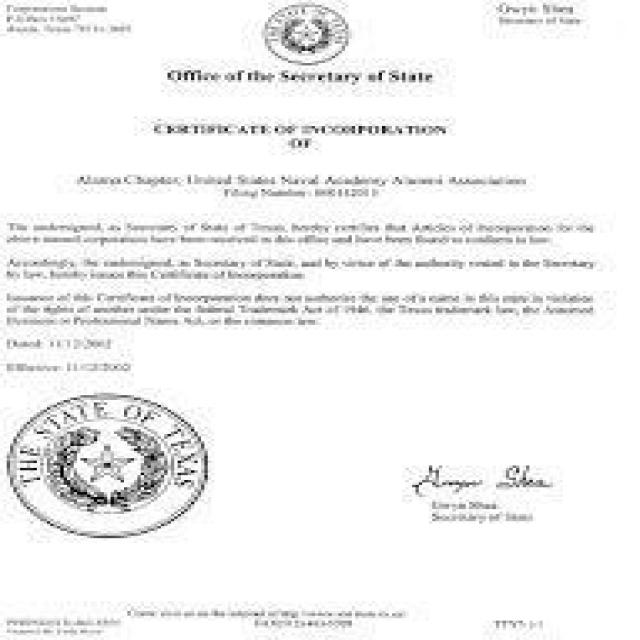 Corporations Section
P.O.Box
Austin, Texas
Gwyn Shea
Secretary of State
Office of the Secretary of State
CERTIFICATE OF INCORPORATION
OF
Alamo Chapter, United States Naval Academy Alumni Association
Filing Number:
The undersigned, as Secretary of State of Texas, hereby certifies that Articles of Incorporation for the
above named corporation have been received in this office and have been found to conform to law.
Accordingly, the undersigned, as Secretary of State, and by virtue of the authority vested in the Secretary
by law, hereby issues this Certificate of Incorporation.
Issuance of this Certificate of Incorporation does not authorize the use of a name in this state in violation
of the rights of another under the federal Trademark Act of 1946, the Texas trademark law, the Assumed
Business or Professional Name Act, or the common law.
Dated: 11/12/2002
Effective: 11/12/2002
THE STATE OF TEXAS
Gwyn Shea
Gwyn Shea
Secretary of State
Come visit us on the internet at